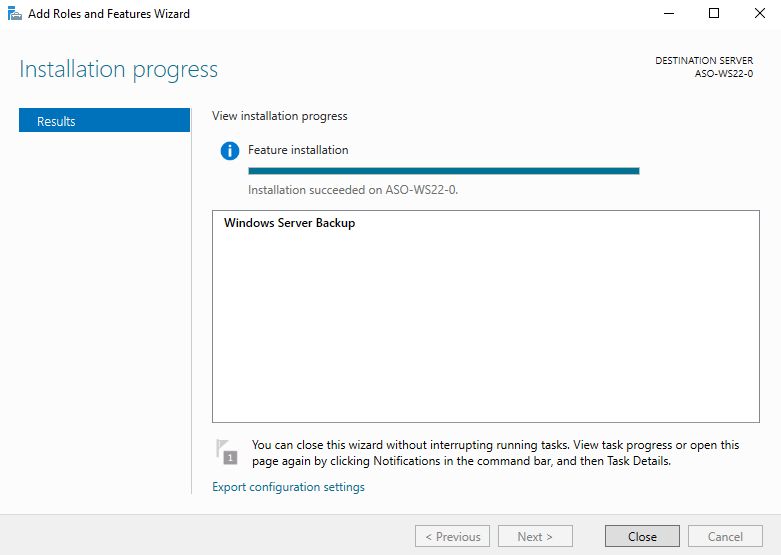 Add Roles and Features Wizard
Installation progress
DESTINATION SERVER
ASO-WS22-0
Results
View installation progress
Feature installation
Installation succeeded on ASO-WS22-0.
Windows Server Backup
1
You can close this wizard without interrupting running tasks. View task progress or open this
page again by clicking Notifications in the command bar, and then Task Details.
Export configuration settings
< Previous
Next >
Close
Cancel